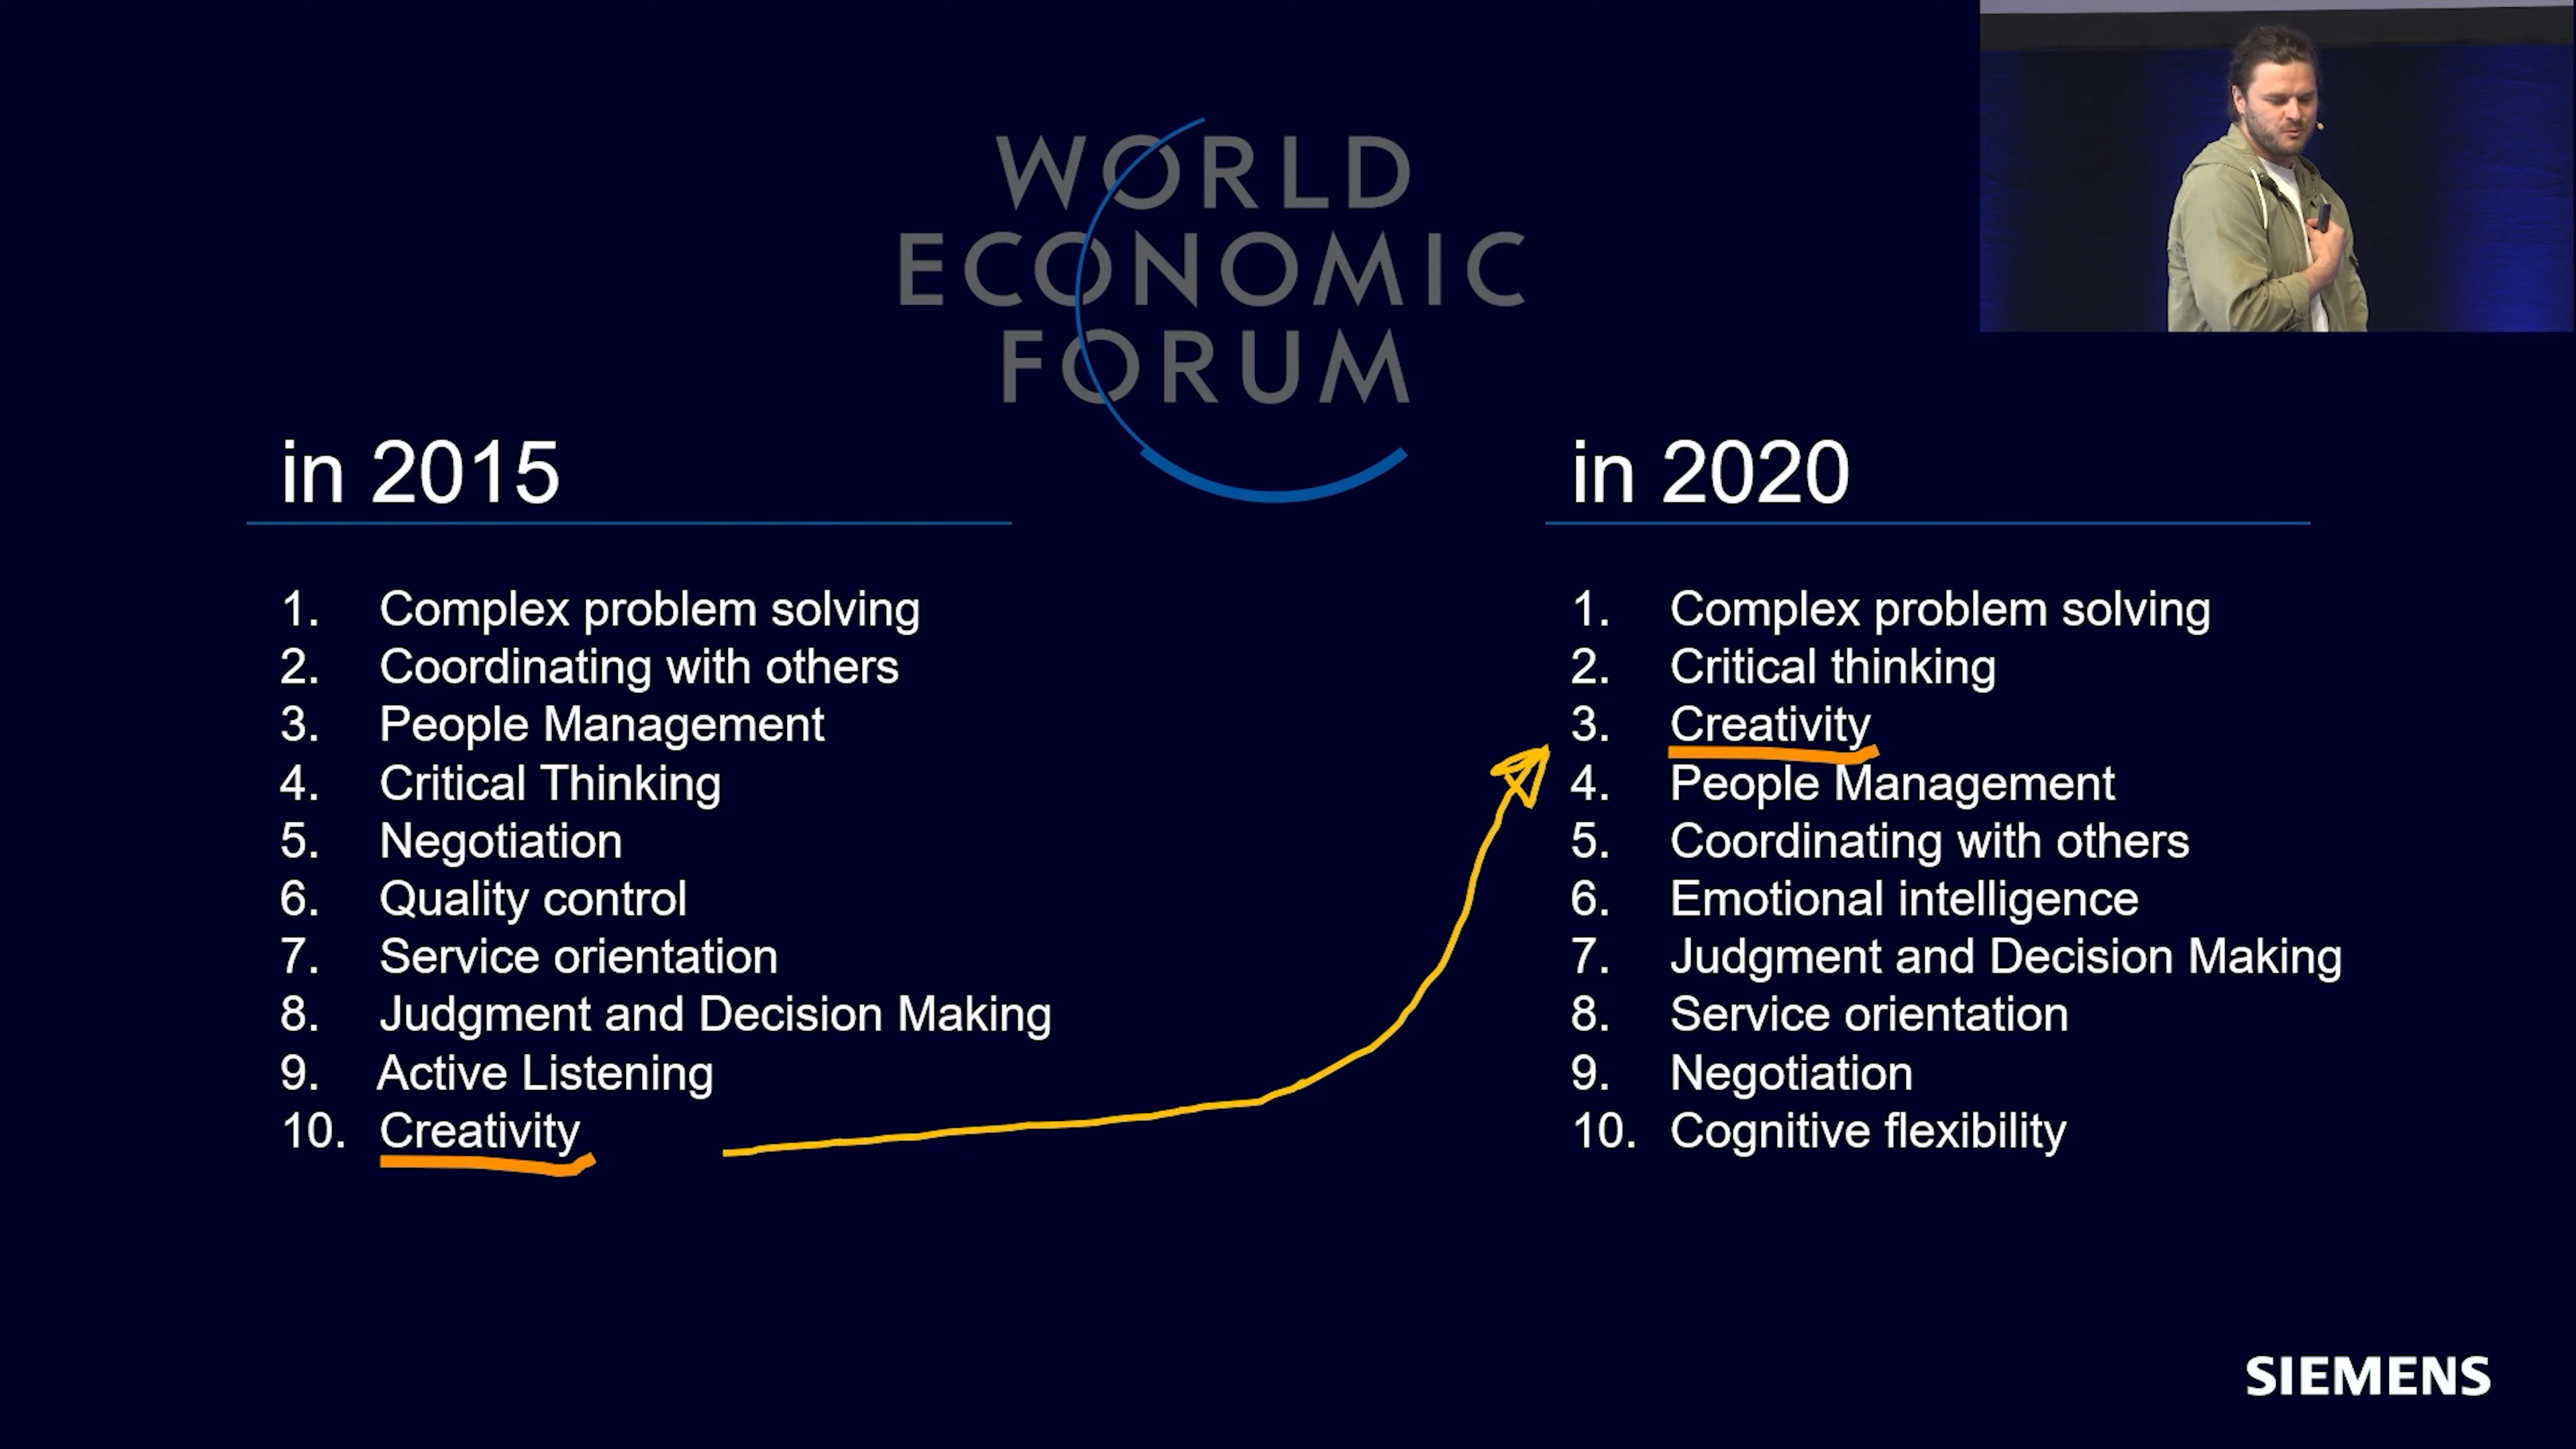 WORLD
ECONOMIC
FORUM
in 2015
1. Complex problem solving
2. Coordinating with others
3. People Management
4. Critical Thinking
5. Negotiation
6. Quality control
7. Service orientation
8. Judgment and Decision Making
9. Active Listening
10. Creativity
in 2020
1. Complex problem solving
2. Critical thinking
3. Creativity
4. People Management
5. Coordinating with others
6. Emotional intelligence
7. Judgment and Decision Making
8. Service orientation
9. Negotiation
10. Cognitive flexibility
SIEMENS